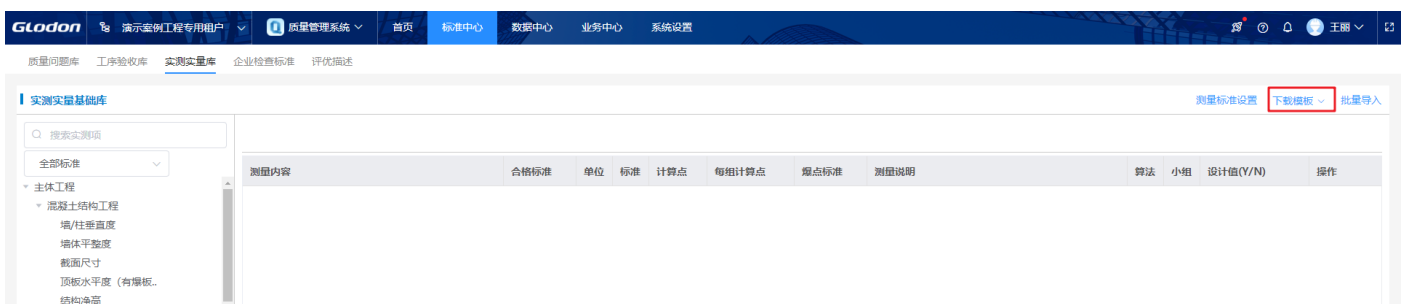 GLodon 演示案例工程专用租户 质量管理系统 首页 标准中心 数据中心 业务中心 系统设置 王丽
质量问题库 工序验收库 实测实量库 企业检查标准 评优描述
实测实量基础库 测量标准设置 下载模板 批量导入
搜索实测项
全部标准
测量内容 合格标准 单位 标准 计算点 每组计算点 爆点标准 测量说明 算法 小组 设计值(Y/N) 操作
主体工程
混凝土结构工程
墙/柱垂直度
墙体平整度
截面尺寸
顶板水平度（有爆板..
结构净高